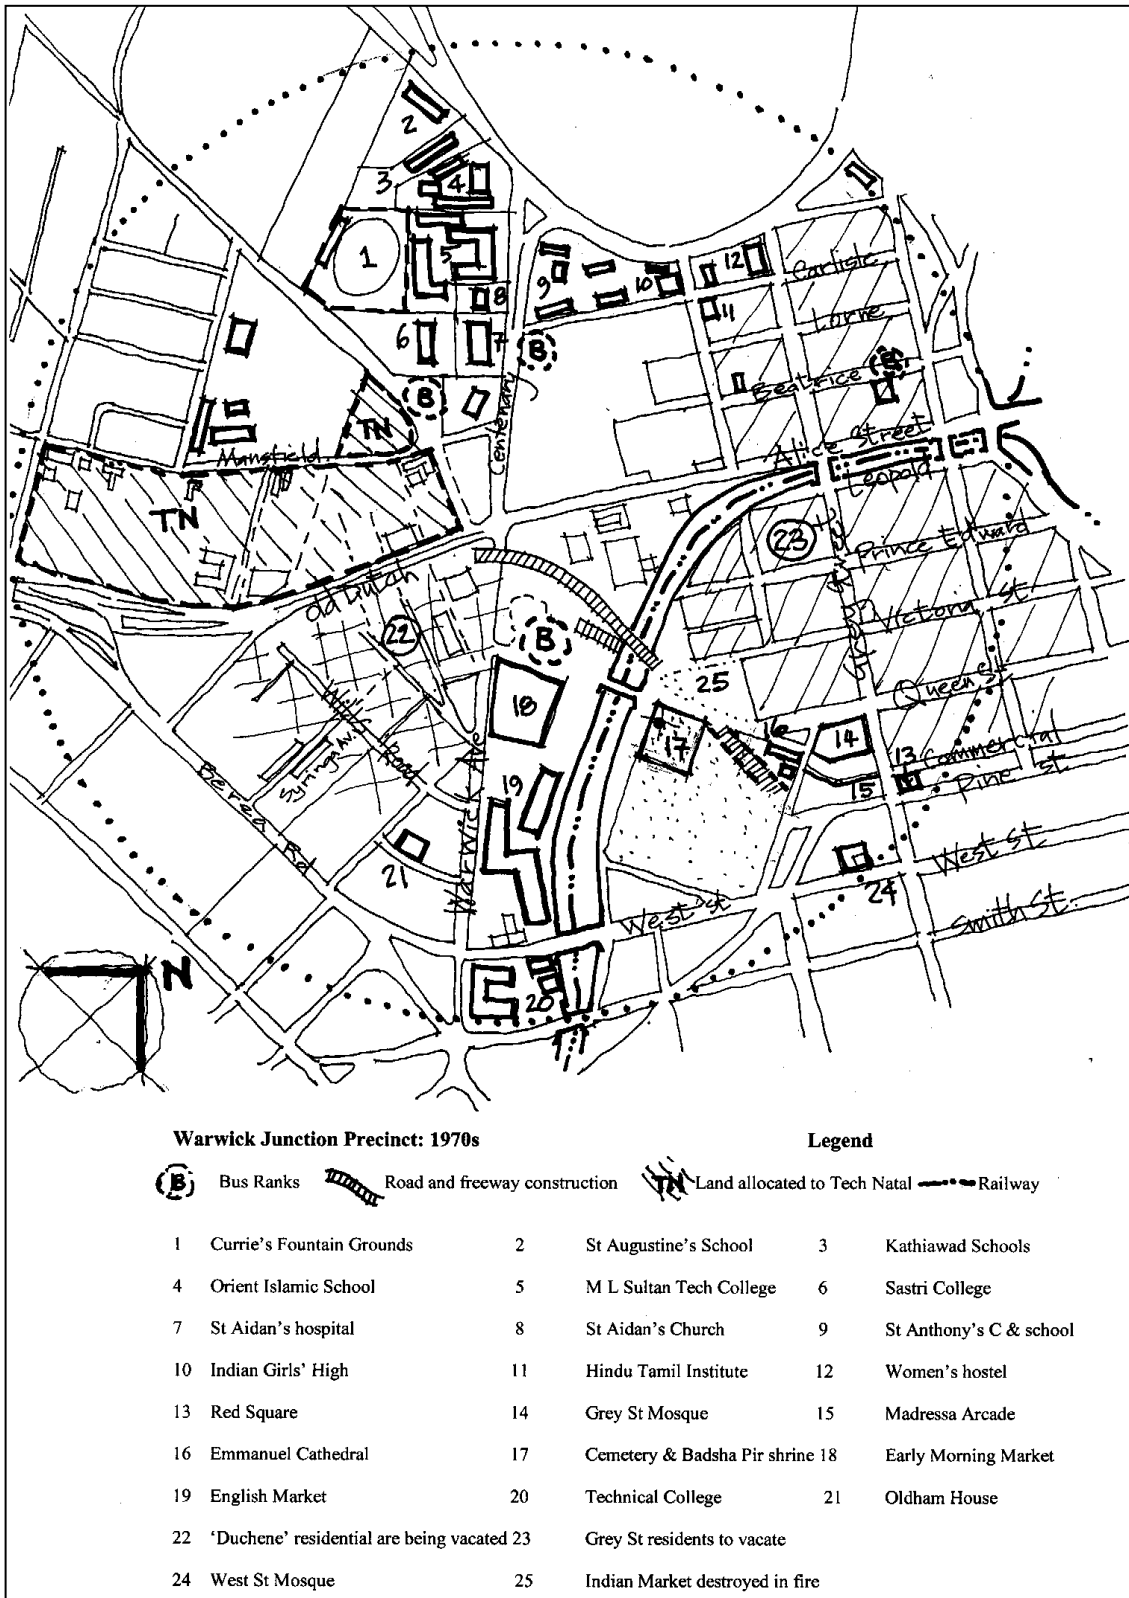 2
3
4
1
5
9
10
12
Carlisle
8
11
Lorne
6
7
B
B
B
Beatrice
TN
Centenary
Alice Street
Mansfield
Leopold
TN
23
Prince Edward
Old Dutch
Victoria St
22
B
25
Queen St
18
17
16
14
13
Commercial
15
Pine St
Syringa Av
Road
Berea Rd
19
Warwick Ave
21
West St
24
West St
Smith St.
N
20
Warwick Junction Precinct: 1970s
Legend
B Bus Ranks Road and freeway construction TN Land allocated to Tech Natal Railway
1 Currie's Fountain Grounds 2 St Augustine's School 3 Kathiawad Schools
4 Orient Islamic School 5 M L Sultan Tech College 6 Sastri College
7 St Aidan's hospital 8 St Aidan's Church 9 St Anthony's C & school
10 Indian Girls' High 11 Hindu Tamil Institute 12 Women's hostel
13 Red Square 14 Grey St Mosque 15 Madressa Arcade
16 Emmanuel Cathedral 17 Cemetery & Badsha Pir shrine 18 Early Morning Market
19 English Market 20 Technical College 21 Oldham House
22 'Duchene' residential are being vacated 23 Grey St residents to vacate
24 West St Mosque 25 Indian Market destroyed in fire